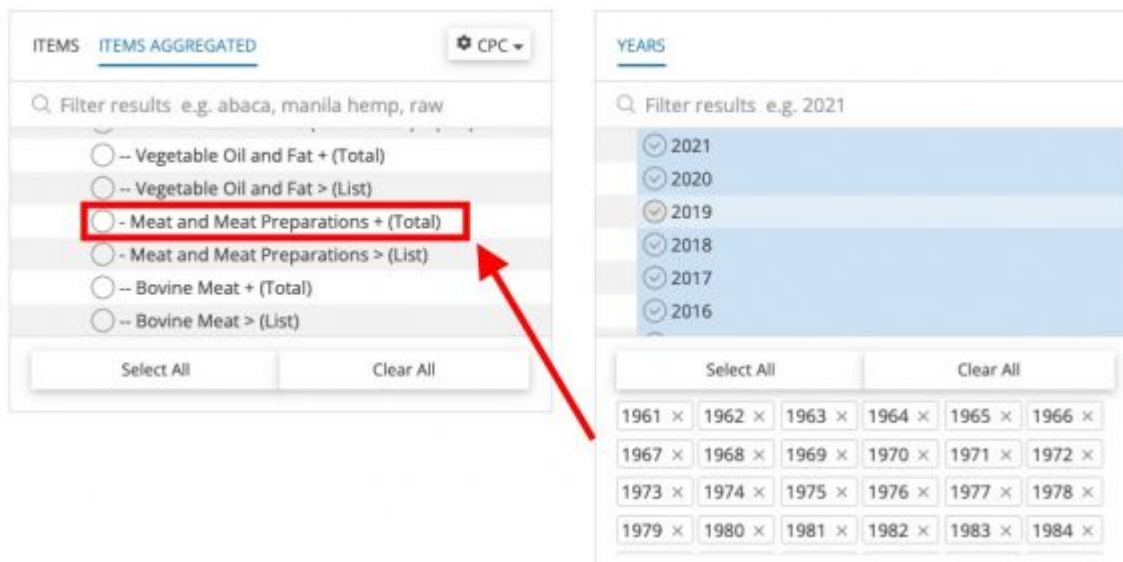 ITEMS ITEMS AGGREGATED CPC
Filter results e.g. abaca, manila hemp, raw
-- Vegetable Oil and Fat + (Total)
-- Vegetable Oil and Fat > (List)
- Meat and Meat Preparations + (Total)
- Meat and Meat Preparations > (List)
-- Bovine Meat + (Total)
-- Bovine Meat > (List)
Select All Clear All
YEARS
Filter results e.g. 2021
2021
2020
2019
2018
2017
2016
Select All Clear All
1961 × 1962 × 1963 × 1964 × 1965 × 1966 ×
1967 × 1968 × 1969 × 1970 × 1971 × 1972 ×
1973 × 1974 × 1975 × 1976 × 1977 × 1978 ×
1979 × 1980 × 1981 × 1982 × 1983 × 1984 ×